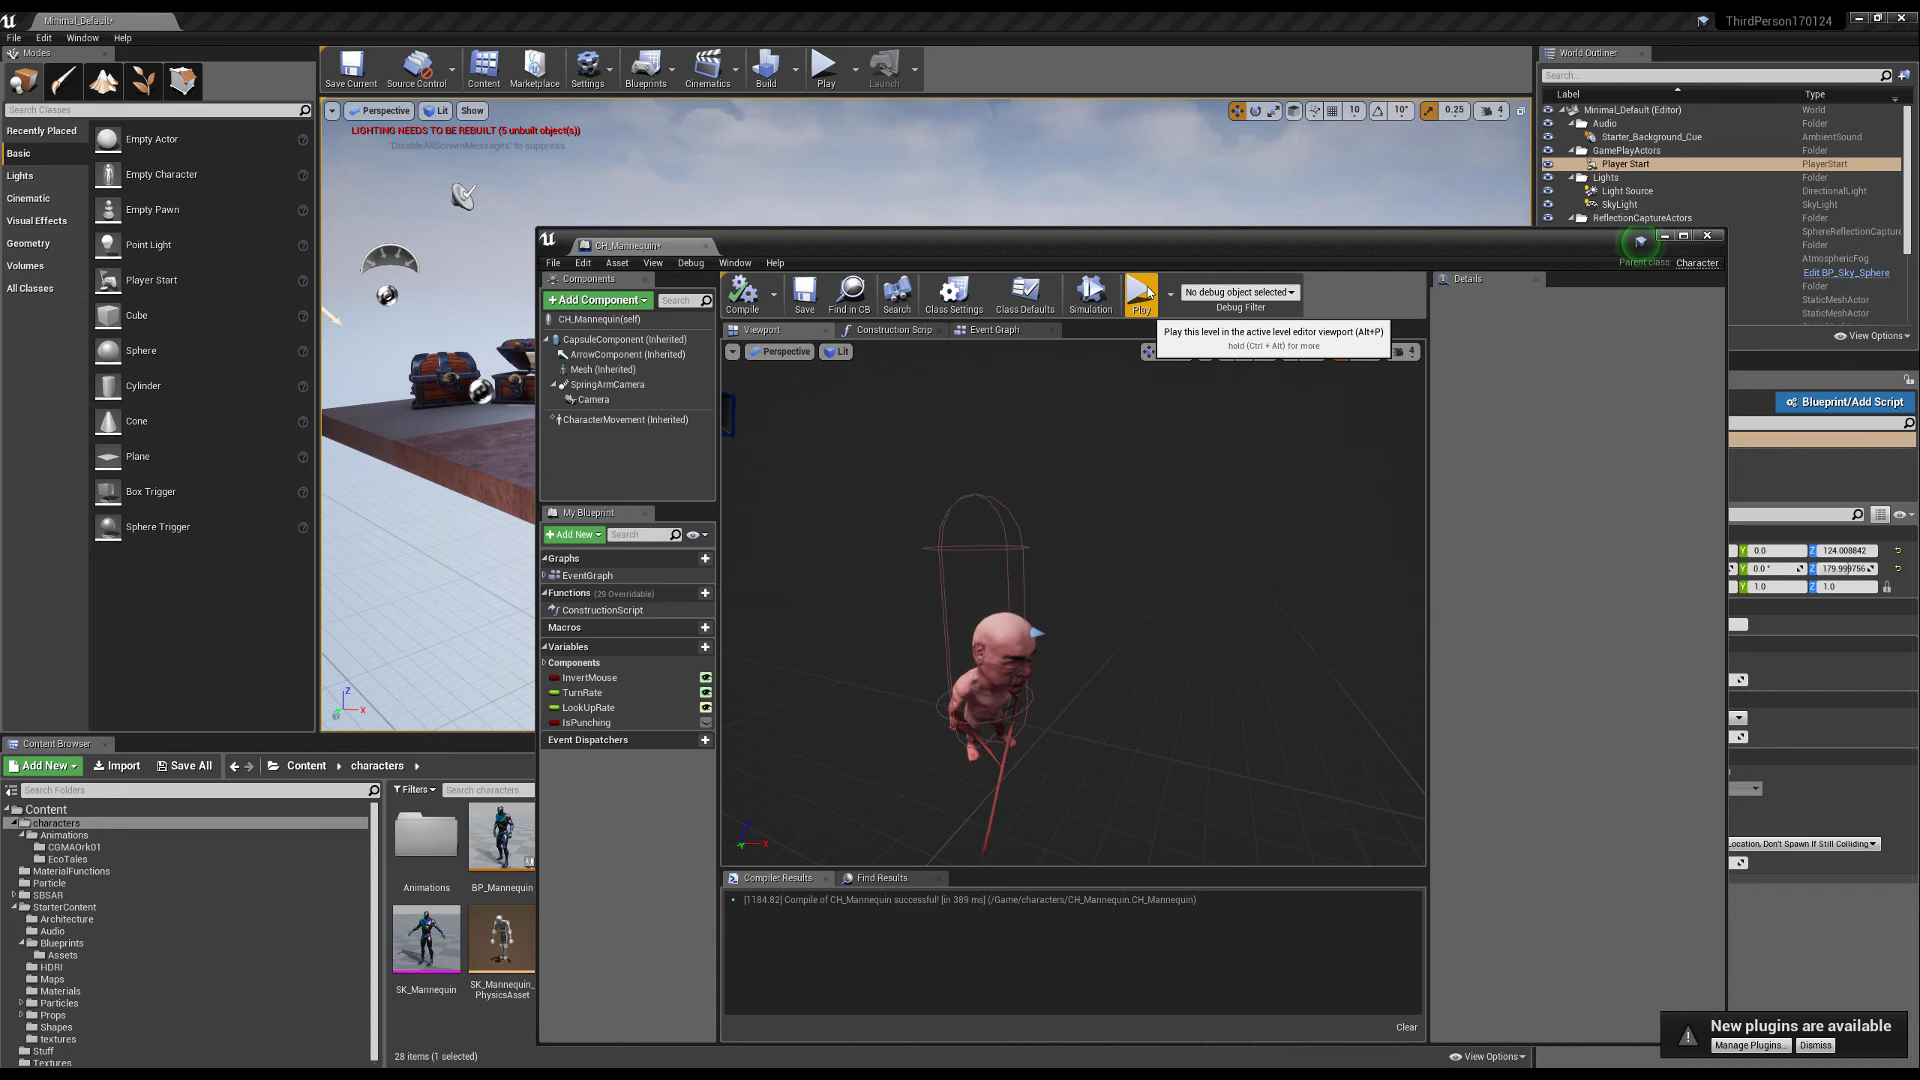 Minimal_Default*
ThirdPerson170124
File Edit Window Help
Modes
World Outliner
Save Current Source Control Content Marketplace Settings Blueprints Cinematics Build Play Launch
Search...
Search Classes
Label Type
Recently Placed
Basic
Lights
Cinematic
Visual Effects
Geometry
Volumes
All Classes
Empty Actor
Empty Character
Empty Pawn
Point Light
Player Start
Cube
Sphere
Cylinder
Cone
Plane
Box Trigger
Sphere Trigger
Perspective Lit Show
10 10° 0.25 4
LIGHTING NEEDS TO BE REBUILT (5 unbuilt object(s))
'DisableAllScreenMessages' to suppress
Minimal_Default (Editor) World
Audio Folder
Starter_Background_Cue AmbientSound
GamePlayActors Folder
Player Start PlayerStart
Lights Folder
Light Source DirectionalLight
SkyLight SkyLight
ReflectionCaptureActors Folder
SphereReflectionCapture
Folder
AtmosphericFog
Edit BP_Sky_Sphere
Folder
StaticMeshActor
StaticMeshActor
View Options
Blueprint/Add Script
Y 0.0 Z 124.008842
Y 0.0 ° Z 179.999756
Y 1.0 Z 1.0
Location, Don't Spawn If Still Colliding
CH_Mannequin*
File Edit Asset View Debug Window Help
Parent class: Character
Components
+Add Component Search
CH_Mannequin(self)
CapsuleComponent (Inherited)
ArrowComponent (Inherited)
Mesh (Inherited)
SpringArmCamera
Camera
CharacterMovement (Inherited)
Compile Save Find in CB Search Class Settings Class Defaults Simulation Play
No debug object selected
Debug Filter
Details
Viewport Construction Scrip Event Graph
Play this level in the active level editor viewport (Alt+P)
hold (Ctrl + Alt) for more
Perspective Lit
4
My Blueprint
+Add New Search
Graphs
EventGraph
Functions (29 Overridable)
ConstructionScript
Macros
Variables
Components
InvertMouse
TurnRate
LookUpRate
IsPunching
Event Dispatchers
Z X
Compiler Results Find Results
[1184.82] Compile of CH_Mannequin successful! [in 389 ms] (/Game/characters/CH_Mannequin.CH_Mannequin)
Clear
Content Browser
Add New Import Save All Content characters
Search Folders
Filters Search characters
Content
characters
Animations
CGMAOrk01
EcoTales
MaterialFunctions
Particle
SBSAR
StarterContent
Architecture
Audio
Blueprints
Assets
HDRI
Maps
Materials
Particles
Props
Shapes
textures
Stuff
Textures
Animations
BP_Mannequin
SK_Mannequin
SK_Mannequin_
PhysicsAsset
28 items (1 selected)
View Options
New plugins are available
Manage Plugins... Dismiss